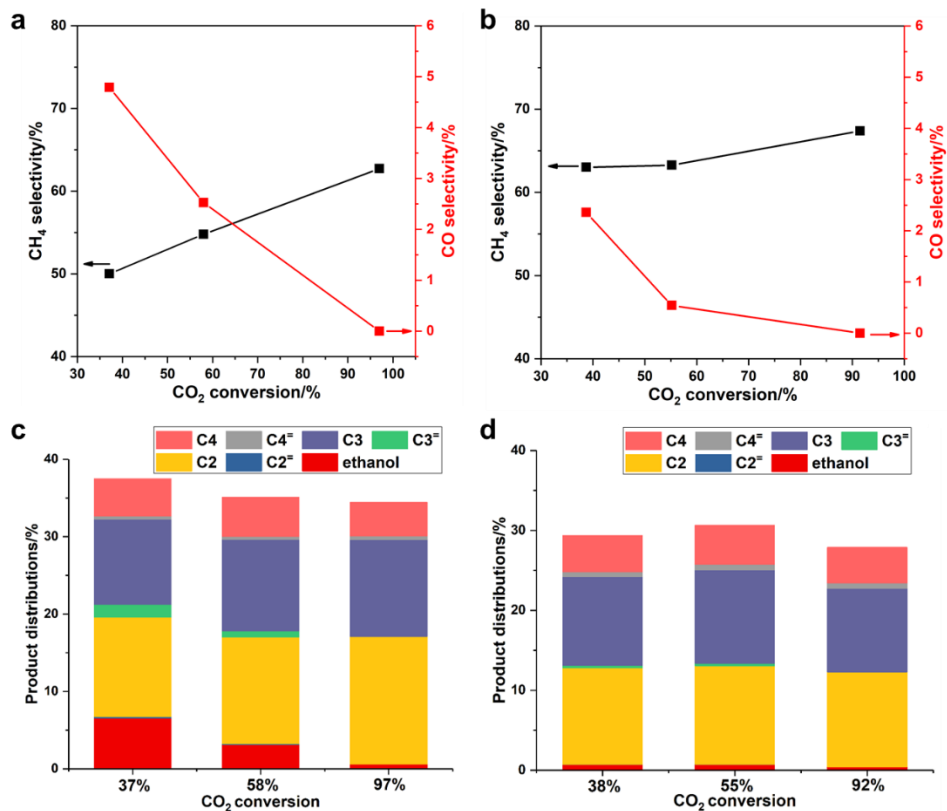 a
80
70
60
50
40
CH₄ selectivity/%
6
5
4
3
2
1
0
CO selectivity/%
30 40 50 60 70 80 90 100
CO₂ conversion/%
b
80
70
60
50
40
CH₄ selectivity/%
6
5
4
3
2
1
0
CO selectivity/%
30 40 50 60 70 80 90 100
CO₂ conversion/%
c
C4 C4⁼ C3 C3⁼
C2 C2⁼ ethanol
40
30
20
10
0
Product distributions/%
37% 58% 97%
CO₂ conversion/%
d
C4 C4⁼ C3 C3⁼
C2 C2⁼ ethanol
40
30
20
10
0
Product distributions/%
38% 55% 92%
CO₂ conversion/%